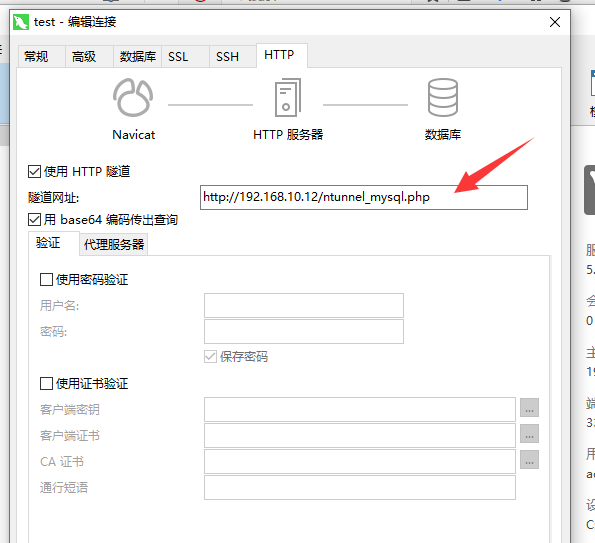 test - 编辑连接
常规 高级 数据库 SSL SSH HTTP
Navicat HTTP 服务器 数据库
使用 HTTP 隧道
隧道网址: http://192.168.10.12/ntunnel_mysql.php
用 base64 编码传出查询
验证 代理服务器
使用密码验证
用户名:
密码:
保存密码
使用证书验证
客户端密钥 ...
客户端证书 ...
CA 证书 ...
通行短语
5.
0
19
33